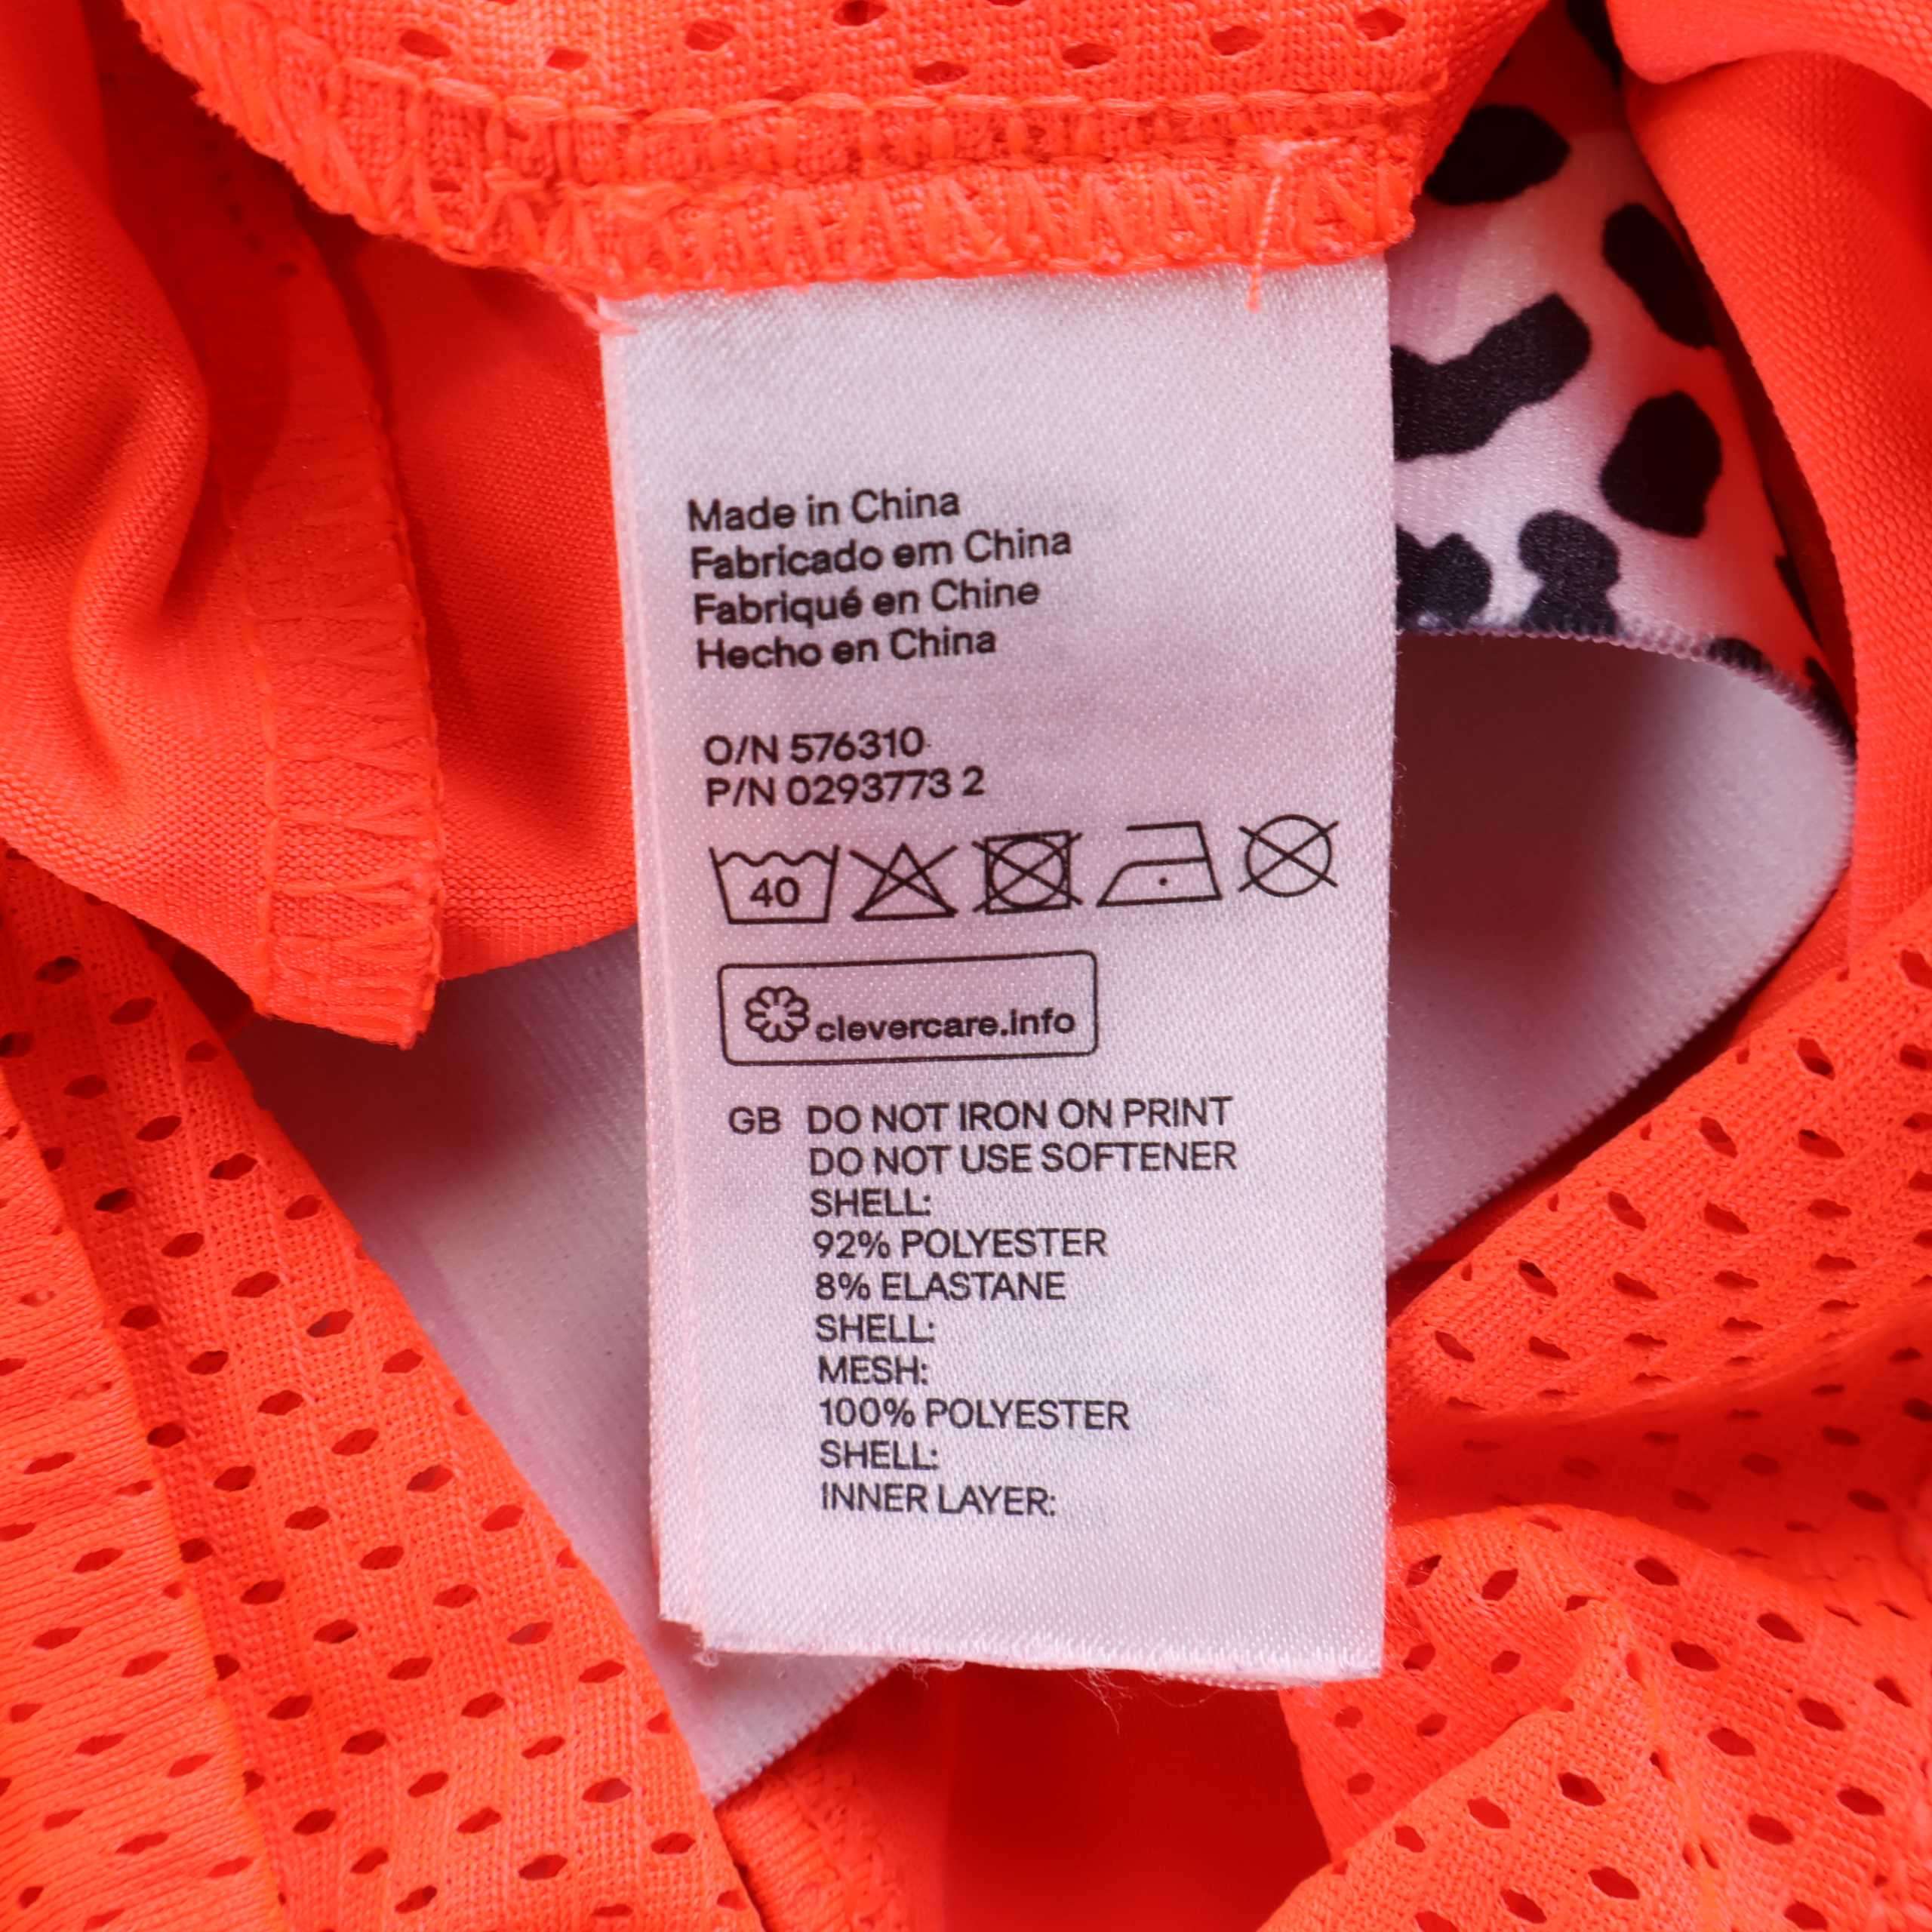 Made in China
Fabricado em China
Fabriqué en Chine
Hecho en China
O/N 576310
P/N 0293773 2
40
clevercare.info
GB DO NOT IRON ON PRINT
DO NOT USE SOFTENER
SHELL:
92% POLYESTER
8% ELASTANE
SHELL:
MESH:
100% POLYESTER
SHELL:
INNER LAYER: